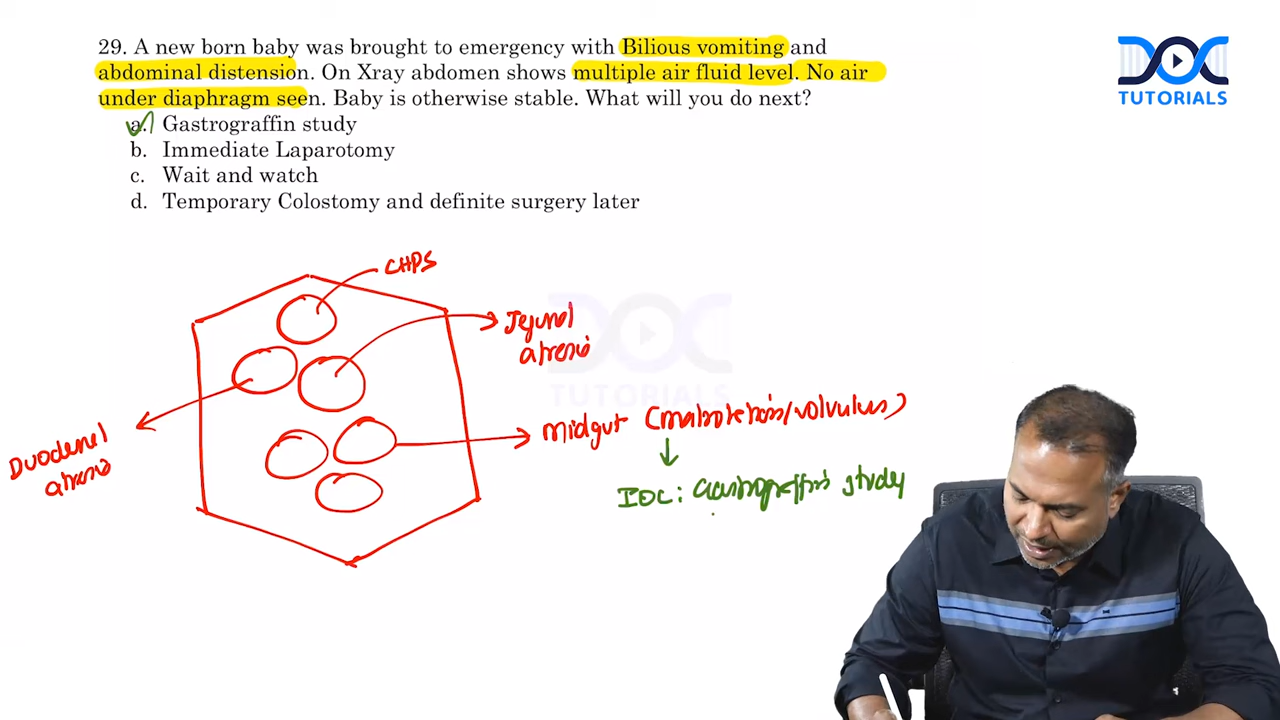 29. A new born baby was brought to emergency with Bilious vomiting and
abdominal distension. On Xray abdomen shows multiple air fluid level. No air
under diaphragm seen. Baby is otherwise stable. What will you do next?
a. Gastrograffin study
b. Immediate Laparotomy
c. Wait and watch
d. Temporary Colostomy and definite surgery later
DOC
TUTORIALS
CHPS
Jejunal
atresia
Duodenal
atresia
Midgut (malrotation/volvulus)
IOC: Gastrograffin study
DOC
TUTORIALS